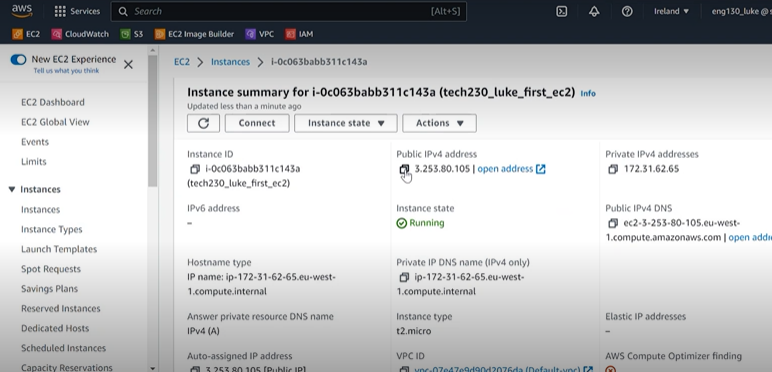 aws
Services
Search
[Alt+S]
Ireland ▼
eng130_luke @
EC2
CloudWatch
S3
EC2 Image Builder
VPC
IAM
New EC2 Experience
Tell us what you think
EC2 Dashboard
EC2 Global View
Events
Limits
▼ Instances
Instances
Instance Types
Launch Templates
Spot Requests
Savings Plans
Reserved Instances
Dedicated Hosts
Scheduled Instances
Capacity Reservations
EC2 > Instances > i-0c063babb311c143a
Instance summary for i-0c063babb311c143a (tech230_luke_first_ec2) Info
Updated less than a minute ago
Connect
Instance state ▼
Actions ▼
Instance ID
i-0c063babb311c143a
(tech230_luke_first_ec2)
Public IPv4 address
3.253.80.105 | open address
Private IPv4 addresses
172.31.62.65
IPv6 address
–
Instance state
Running
Public IPv4 DNS
ec2-3-253-80-105.eu-west-
1.compute.amazonaws.com | open addre
Hostname type
IP name: ip-172-31-62-65.eu-west-
1.compute.internal
Private IP DNS name (IPv4 only)
ip-172-31-62-65.eu-west-
1.compute.internal
Answer private resource DNS name
IPv4 (A)
Instance type
t2.micro
Elastic IP addresses
–
Auto-assigned IP address
3.253.80.105 [Public IP]
VPC ID
(Default-vpc)
AWS Compute Optimizer finding